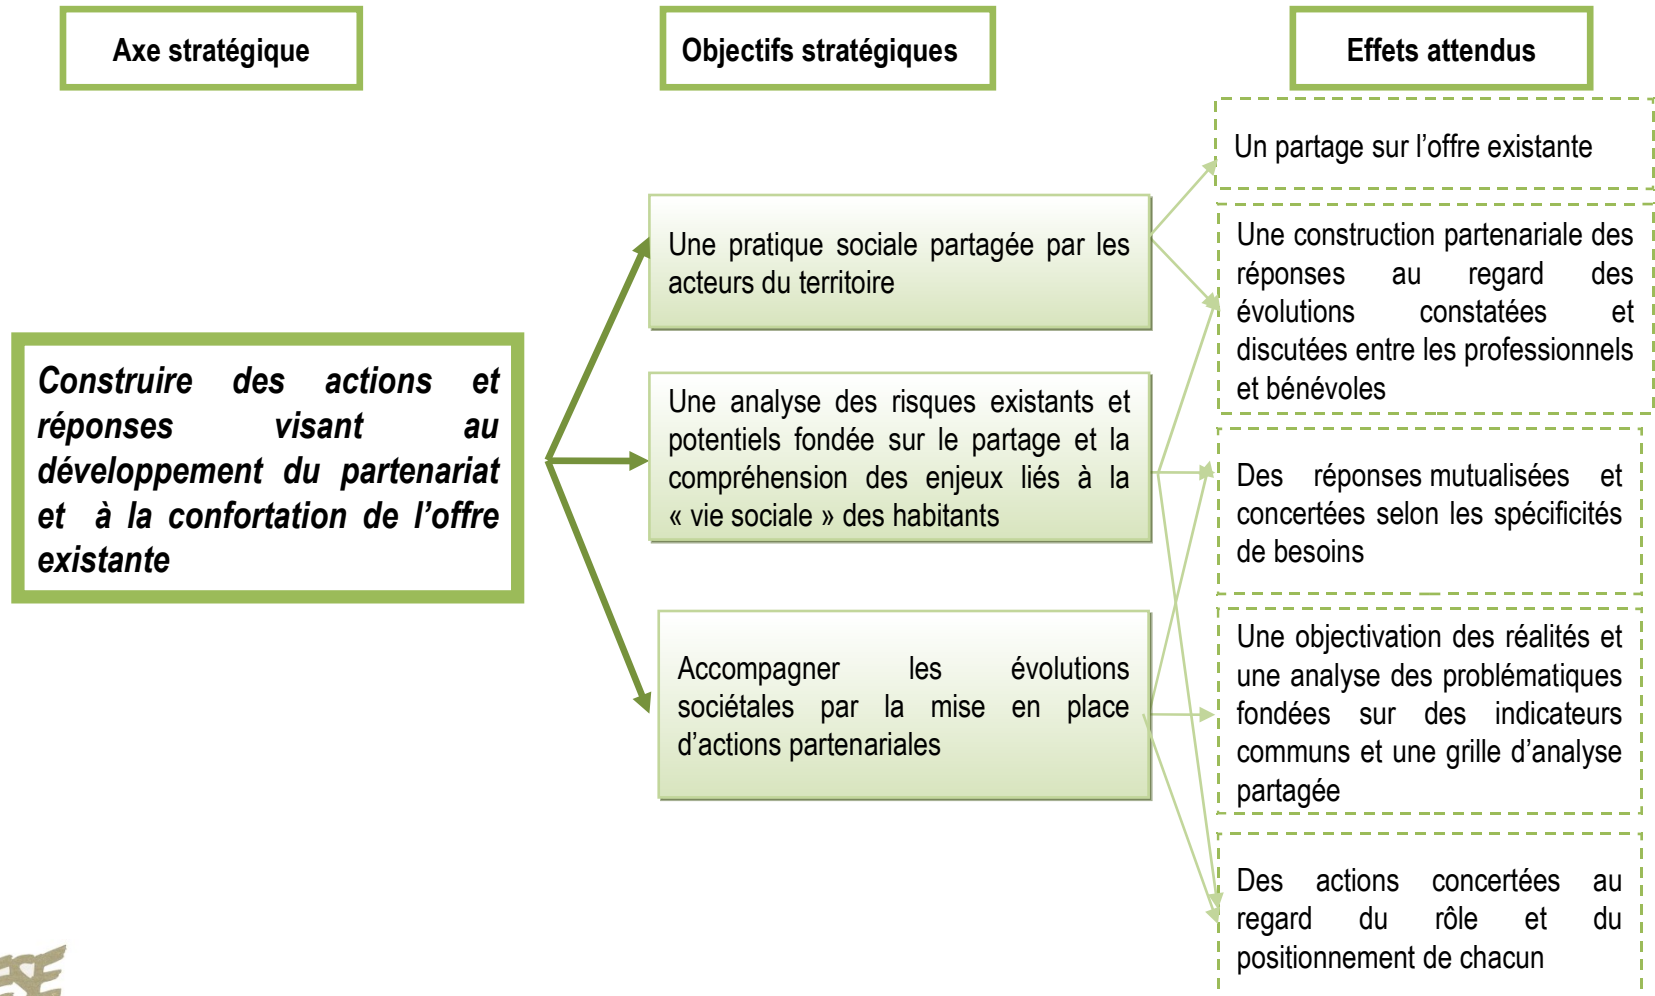 Axe stratégique
Objectifs stratégiques
Effets attendus
Construire des actions et
réponses visant au
développement du partenariat
et à la confortation de l’offre
existante
Une pratique sociale partagée par les
acteurs du territoire
Une analyse des risques existants et
potentiels fondée sur le partage et la
compréhension des enjeux liés à la
« vie sociale » des habitants
Accompagner les évolutions
sociétales par la mise en place
d’actions partenariales
Un partage sur l’offre existante
Une construction partenariale des
réponses au regard des
évolutions constatées et
discutées entre les professionnels
et bénévoles
Des réponses mutualisées et
concertées selon les spécificités
de besoins
Une objectivation des réalités et
une analyse des problématiques
fondées sur des indicateurs
communs et une grille d’analyse
partagée
Des actions concertées au
regard du rôle et du
positionnement de chacun